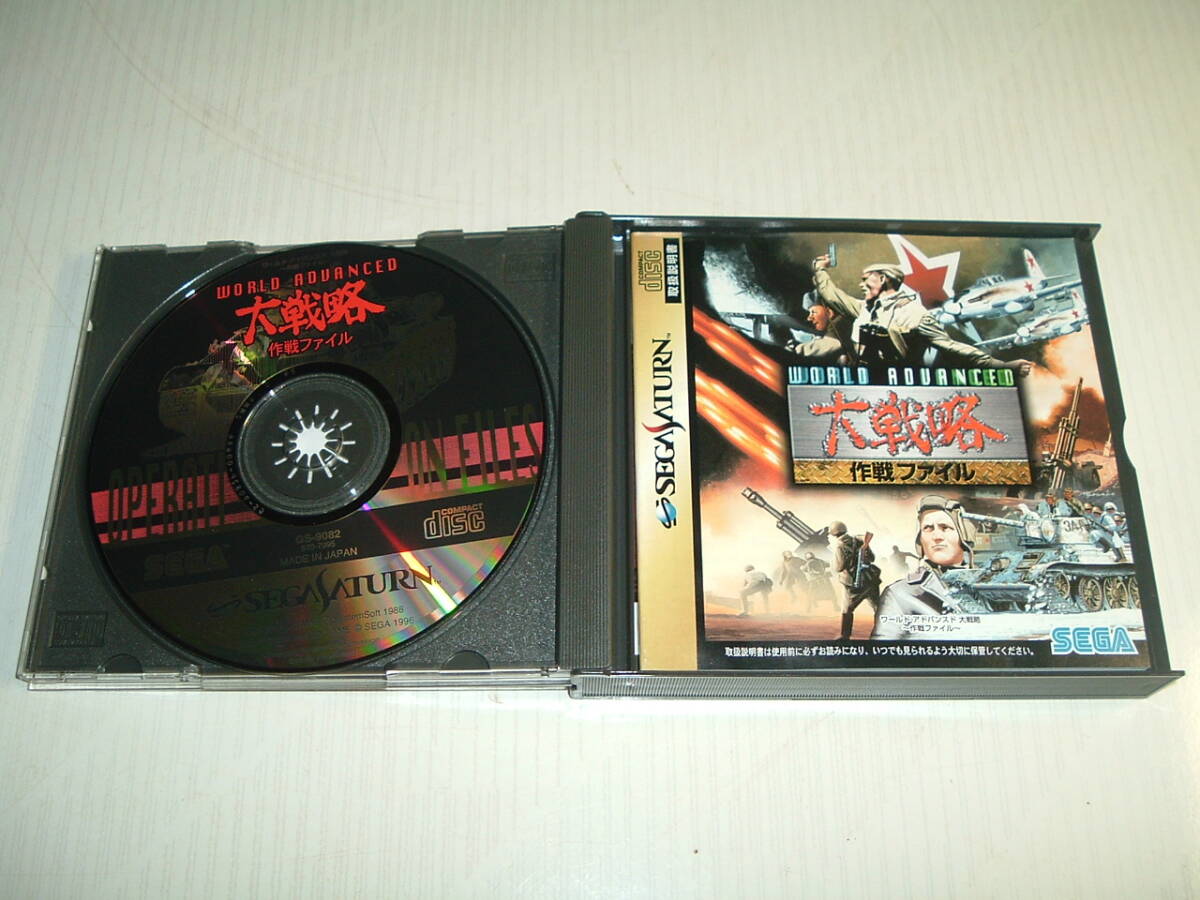 WORLD ADVANCED
大戦略
作戦ファイル
OPERATION FILES
COMPACT
disc
GS-9082
MADE IN JAPAN
SEGA
SEGA SATURN
© SEGA 1996
COMPACT
disc
取扱説明書
SEGA SATURN
WORLD ADVANCED
大戦略
作戦ファイル
ワールド アドバンスド 大戦略
~作戦ファイル~
SEGA
取扱説明書は使用前に必ずお読みになり、いつでも見られるよう大切に保管してください。